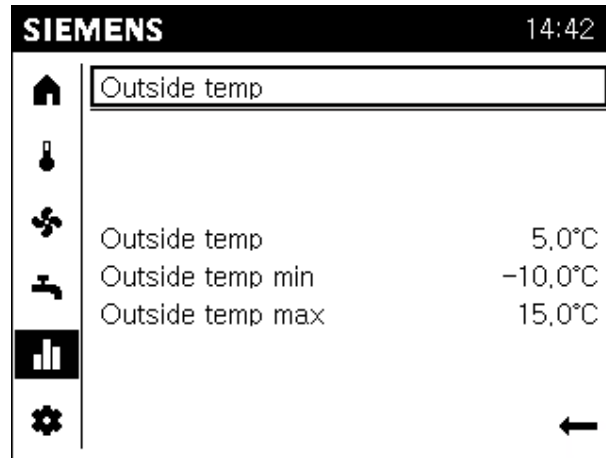 SIEMENS 14:42
Outside temp
Outside temp 5,0°C
Outside temp min -10,0°C
Outside temp max 15,0°C